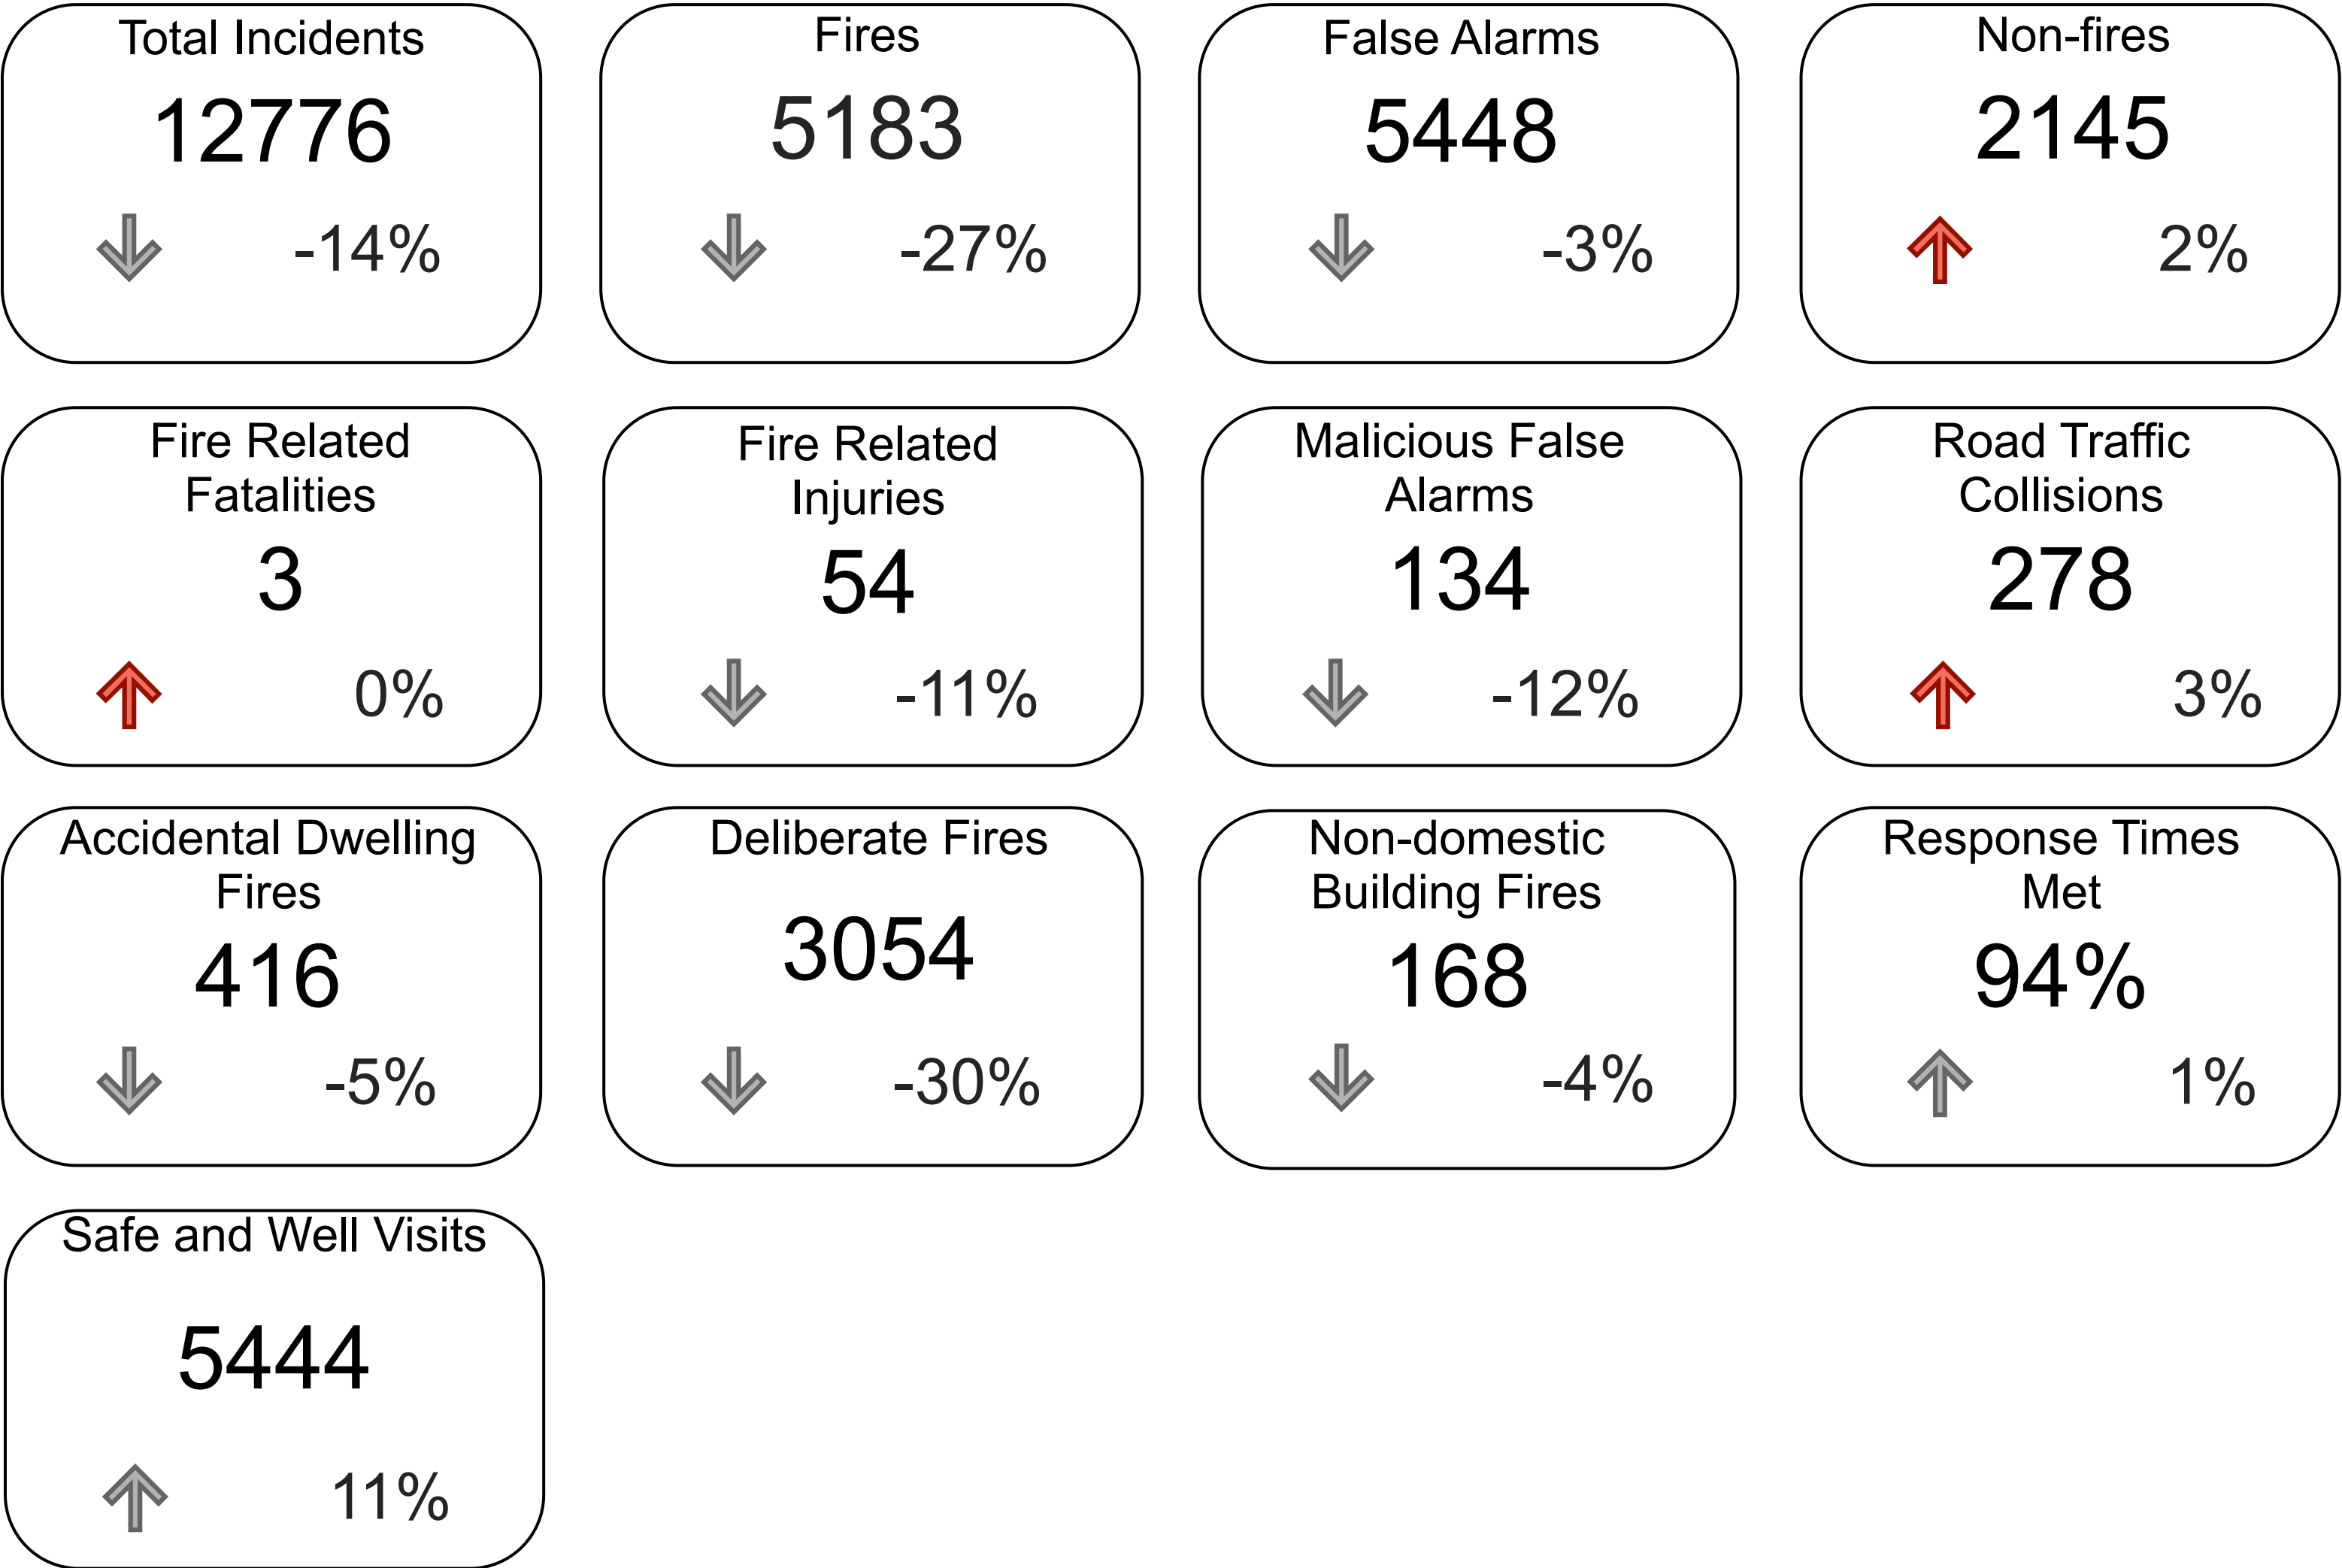 Total Incidents
12776
-14%
Fires
5183
-27%
False Alarms
5448
-3%
Non-fires
2145
2%
Fire Related
Fatalities
3
0%
Fire Related
Injuries
54
-11%
Malicious False
Alarms
134
-12%
Road Traffic
Collisions
278
3%
Accidental Dwelling
Fires
416
-5%
Deliberate Fires
3054
-30%
Non-domestic
Building Fires
168
-4%
Response Times
Met
94%
1%
Safe and Well Visits
5444
11%